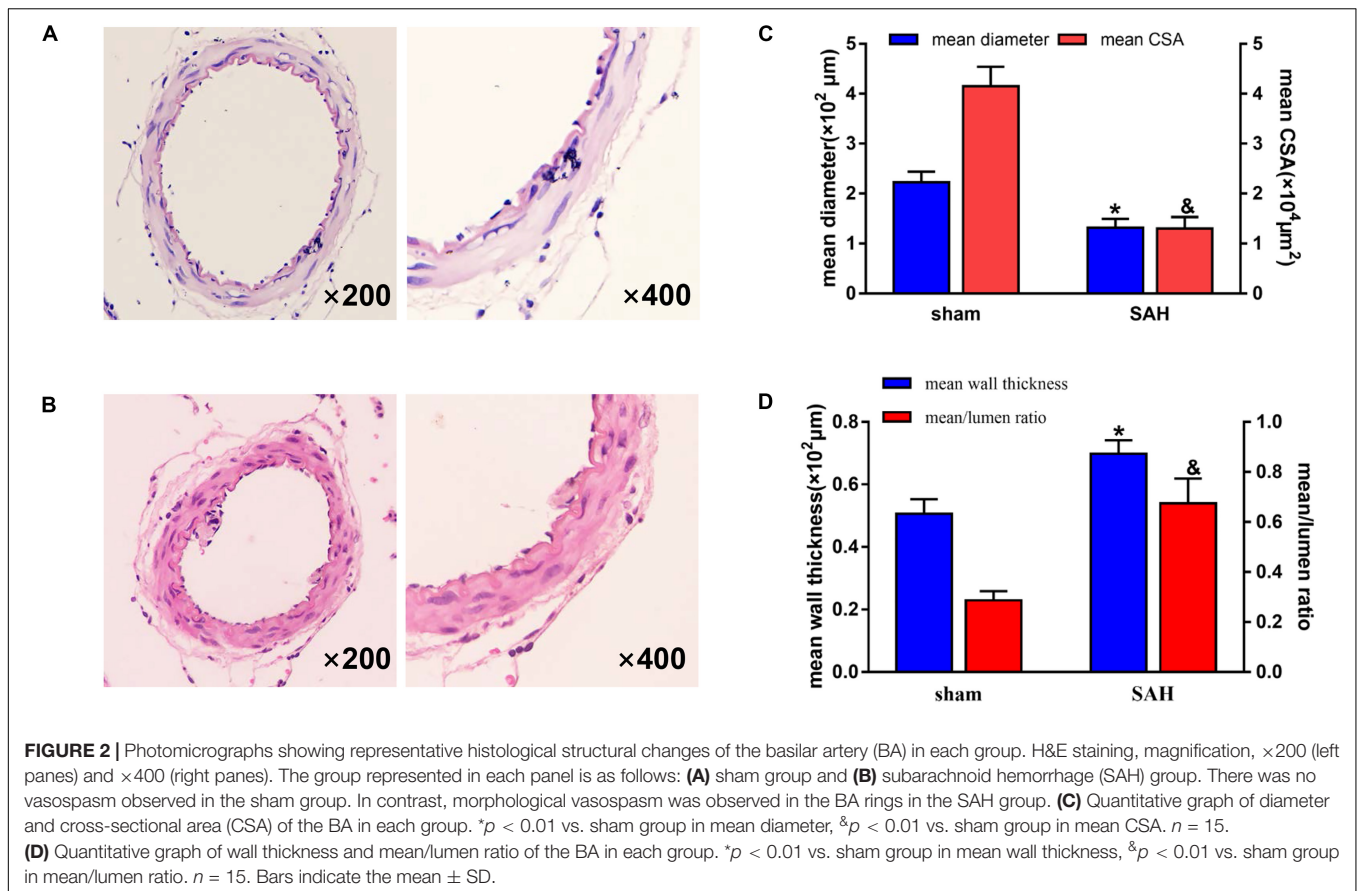 A
×200
×400
B
×200
×400
C
mean diameter mean CSA
mean diameter(×10² µm)
5
4
3
2
1
0
*
&
sham SAH
5
4
3
2
1
0
mean CSA(×10⁴µm²)
D
mean wall thickness
mean/lumen ratio
mean wall thickness(×10²µm)
0.8
0.6
0.4
0.2
0.0
*
&
sham SAH
1.0
0.8
0.6
0.4
0.2
0.0
mean/lumen ratio
FIGURE 2 | Photomicrographs showing representative histological structural changes of the basilar artery (BA) in each group. H&E staining, magnification, ×200 (left
panes) and ×400 (right panes). The group represented in each panel is as follows: (A) sham group and (B) subarachnoid hemorrhage (SAH) group. There was no
vasospasm observed in the sham group. In contrast, morphological vasospasm was observed in the BA rings in the SAH group. (C) Quantitative graph of diameter
and cross-sectional area (CSA) of the BA in each group. *p < 0.01 vs. sham group in mean diameter, &p < 0.01 vs. sham group in mean CSA. n = 15.
(D) Quantitative graph of wall thickness and mean/lumen ratio of the BA in each group. *p < 0.01 vs. sham group in mean wall thickness, &p < 0.01 vs. sham group
in mean/lumen ratio. n = 15. Bars indicate the mean ± SD.